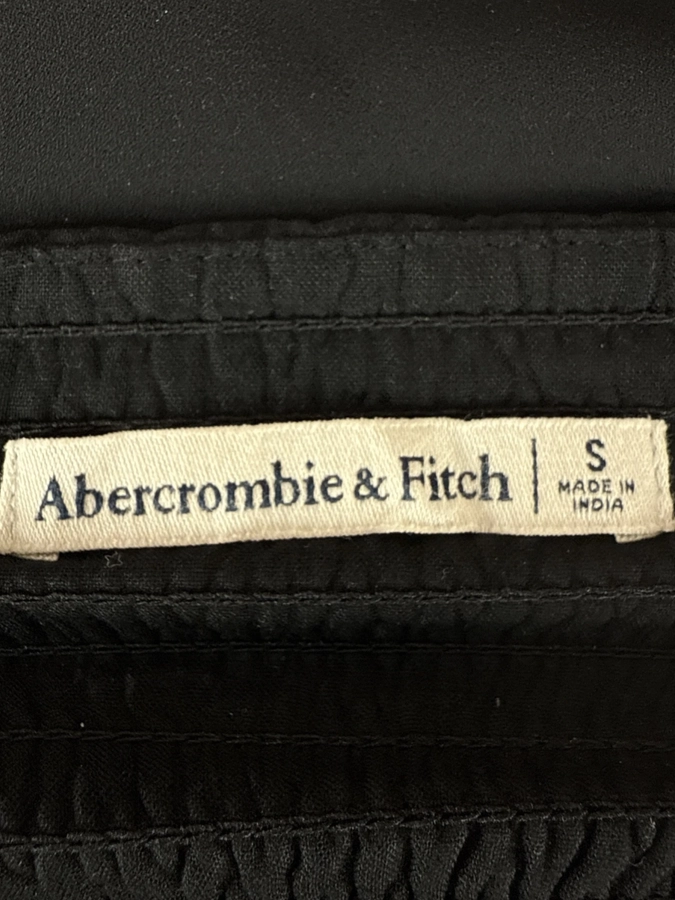 Abercrombie & Fitch
S
MADE IN
INDIA